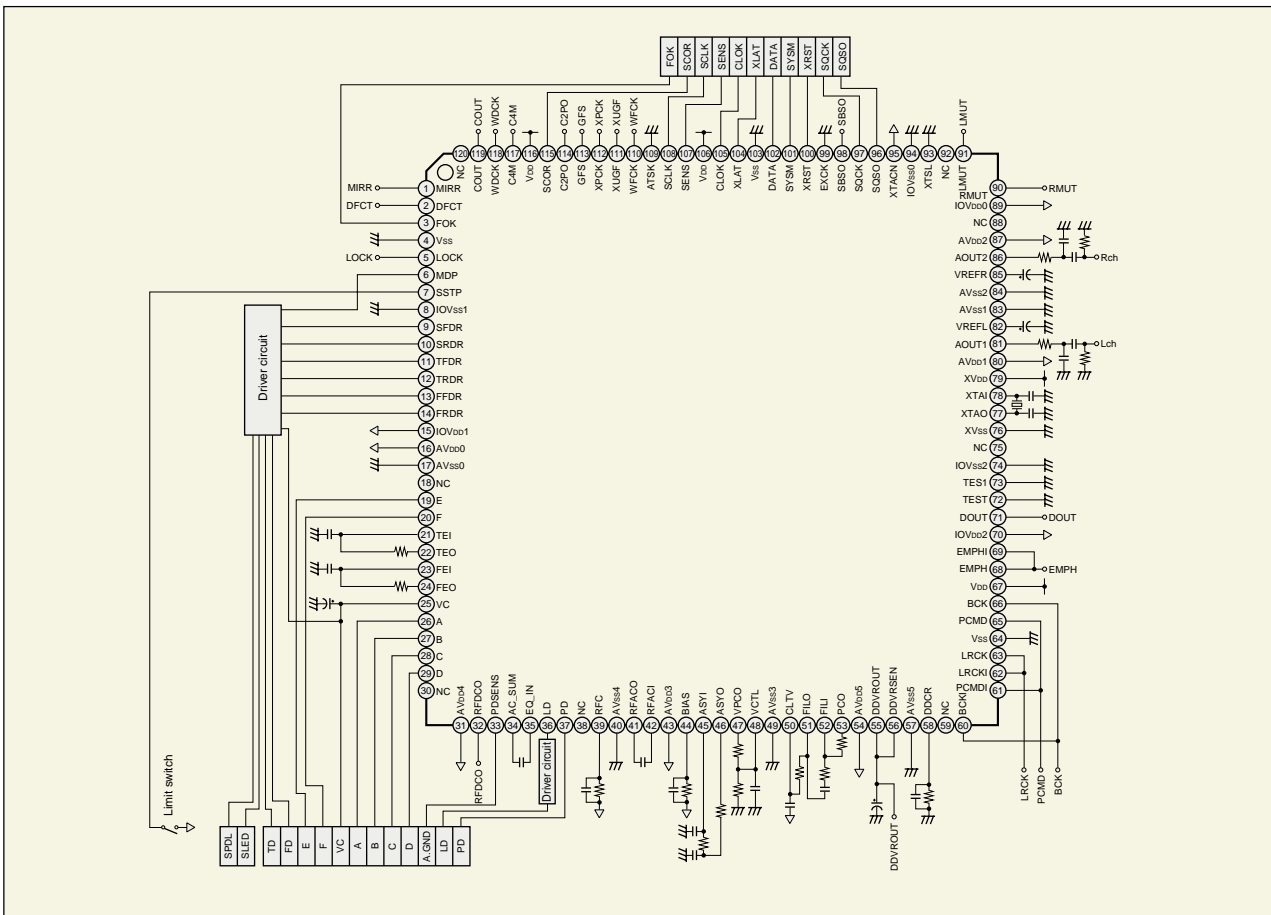 FOK
SCOR
SCLK
SENS
CLOK
XLAT
DATA
SYSM
XRST
SQCK
SQSO
COUT
WDCK
C4M
C2PO
GFS
XPCK
XUGF
WFCK
SBSO
LMUT
120 NC
119 COUT
118 WDCK
117 C4M
116 VDD
115 SCOR
114 C2PO
113 GFS
112 XPCK
111 XUGF
110 WFCK
109 ATSK
108 SCLK
107 SENS
106 VDD
105 CLOK
104 XLAT
103 Vss
102 DATA
101 SYSM
100 XRST
99 EXCK
98 SBSO
97 SQCK
96 SQSO
95 XTACN
94 IOVss0
93 XTSL
92 NC
91 LMUT
MIRR 1 MIRR
DFCT 2 DFCT
3 FOK
4 Vss
LOCK 5 LOCK
6 MDP
7 SSTP
8 IOVss1
9 SFDR
10 SRDR
11 TFDR
12 TRDR
13 FFDR
14 FRDR
15 IOVDD1
16 AVDD0
17 AVss0
18 NC
19 E
20 F
21 TEI
22 TEO
23 FEI
24 FEO
25 VC
26 A
27 B
28 C
29 D
30 NC
Driver circuit
RMUT 90 RMUT
IOVDD0 89
NC 88
AVDD2 87
AOUT2 86 Rch
VREFR 85
AVss2 84
AVss1 83
VREFL 82
AOUT1 81 Lch
AVDD1 80
XVDD 79
XTAI 78
XTAO 77
XVss 76
NC 75
IOVss2 74
TES1 73
TEST 72
DOUT 71 DOUT
IOVDD2 70
EMPHI 69
EMPH 68 EMPH
VDD 67
BCK 66
PCMD 65
Vss 64
LRCK 63
LRCKI 62
PCMDI 61
31 AVDD4
32 RFDCO
33 PDSENS
34 AC_SUM
35 EQ_IN
36 LD
37 PD
38 NC
39 RFC
40 AVss4
41 RFACO
42 RFACI
43 AVDD3
44 BIAS
45 ASYI
46 ASYO
47 VPCO
48 VCTL
49 AVss3
50 CLTV
51 FILO
52 FILI
53 PCO
54 AVDD5
55 DDVROUT
56 DDVRSEN
57 AVss5
58 DDCR
59 NC
60 BCKI
RFDCO
Driver circuit
DDVROUT
LRCK
PCMD
BCK
Limit switch
SPDL
SLED
TD
FD
E
F
VC
A
B
C
D
A.GND
LD
PD